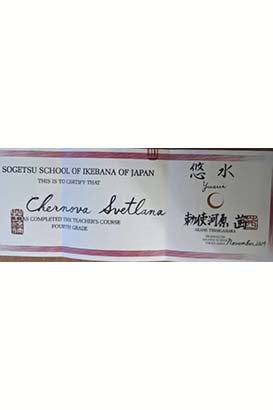 SOGETSU SCHOOL OF IKEBANA OF JAPAN
THIS IS TO CERTIFY THAT
Chernova Svetlana
HAS COMPLETED THE TEACHER'S COURSE
FOURTH GRADE
悠水
Yusui
勅使河原 茜
AKANE TESHIGAHARA
November